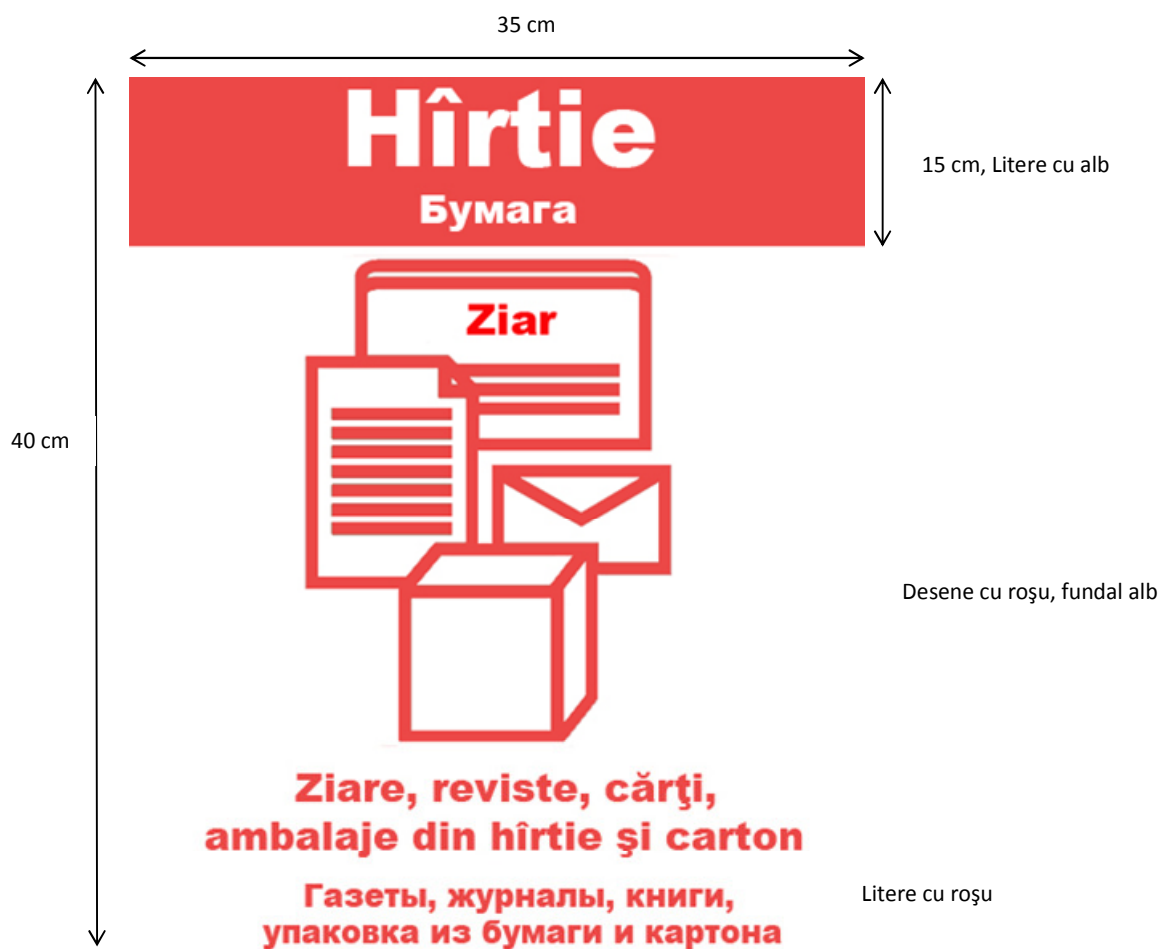 35 cm
Hîrtie
Бумага
15 cm, Litere cu alb
Ziar
40 cm
Desene cu roşu, fundal alb
Ziare, reviste, cărţi,
ambalaje din hîrtie şi carton
Газеты, журналы, книги,
упаковка из бумаги и картона
Litere cu roşu